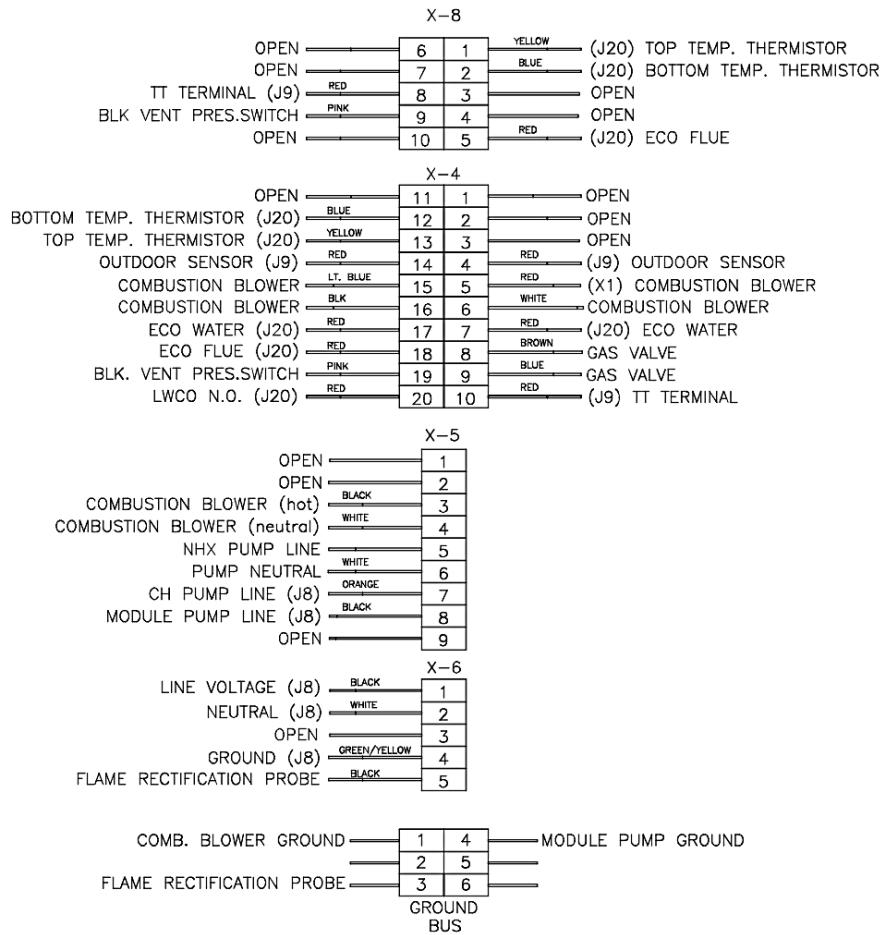 X-8
OPEN 6 1 YELLOW (J20) TOP TEMP. THERMISTOR
OPEN 7 2 BLUE (J20) BOTTOM TEMP. THERMISTOR
TT TERMINAL (J9) RED 8 3 OPEN
BLK VENT PRES.SWITCH PINK 9 4 OPEN
OPEN 10 5 RED (J20) ECO FLUE
X-4
OPEN 11 1 OPEN
BOTTOM TEMP. THERMISTOR (J20) BLUE 12 2 OPEN
TOP TEMP. THERMISTOR (J20) YELLOW 13 3 OPEN
OUTDOOR SENSOR (J9) RED 14 4 RED (J9) OUTDOOR SENSOR
COMBUSTION BLOWER LT. BLUE 15 5 RED (X1) COMBUSTION BLOWER
COMBUSTION BLOWER BLK 16 6 WHITE COMBUSTION BLOWER
ECO WATER (J20) RED 17 7 RED (J20) ECO WATER
ECO FLUE (J20) RED 18 8 BROWN GAS VALVE
BLK. VENT PRES.SWITCH PINK 19 9 BLUE GAS VALVE
LWCO N.O. (J20) RED 20 10 RED (J9) TT TERMINAL
X-5
OPEN 1
OPEN 2
COMBUSTION BLOWER (hot) BLACK 3
COMBUSTION BLOWER (neutral) WHITE 4
NHX PUMP LINE 5
PUMP NEUTRAL WHITE 6
CH PUMP LINE (J8) ORANGE 7
MODULE PUMP LINE (J8) BLACK 8
OPEN 9
X-6
LINE VOLTAGE (J8) BLACK 1
NEUTRAL (J8) WHITE 2
OPEN 3
GROUND (J8) GREEN/YELLOW 4
FLAME RECTIFICATION PROBE BLACK 5
COMB. BLOWER GROUND 1 4 MODULE PUMP GROUND
2 5
FLAME RECTIFICATION PROBE 3 6
GROUND
BUS